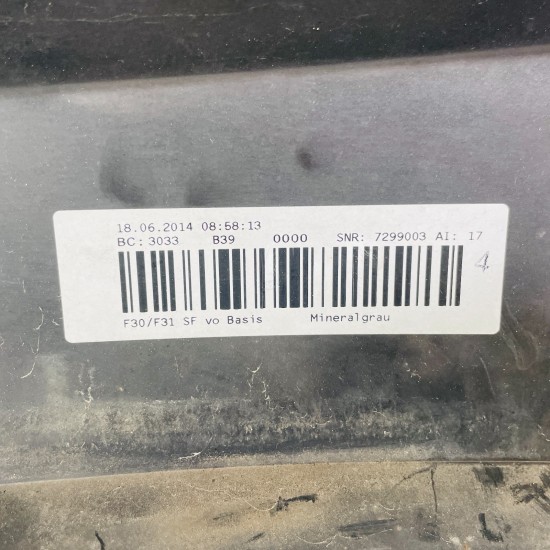 18.06.2014 08:58:13
BC: 3033 B39 0000 SNR: 7299003 AI: 17
4
F30/F31 SF vo Basis Mineralgrau